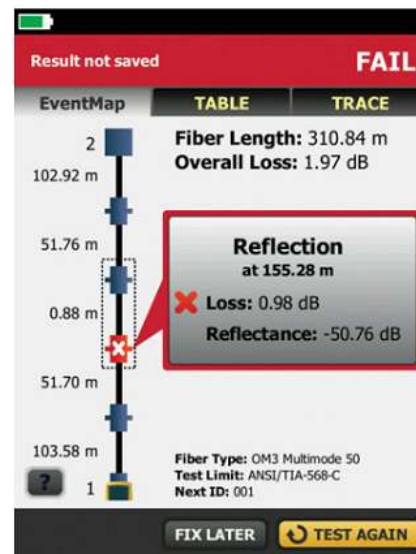 Result not saved
FAIL
EventMap
TABLE
TRACE
2
Fiber Length: 310.84 m
Overall Loss: 1.97 dB
102.92 m
51.76 m
0.88 m
51.70 m
103.58 m
1
Reflection
at 155.28 m
Loss: 0.98 dB
Reflectance: -50.76 dB
Fiber Type: OM3 Multimode 50
Test Limit: ANSI/TIA-568-C
Next ID: 001
?
FIX LATER
TEST AGAIN